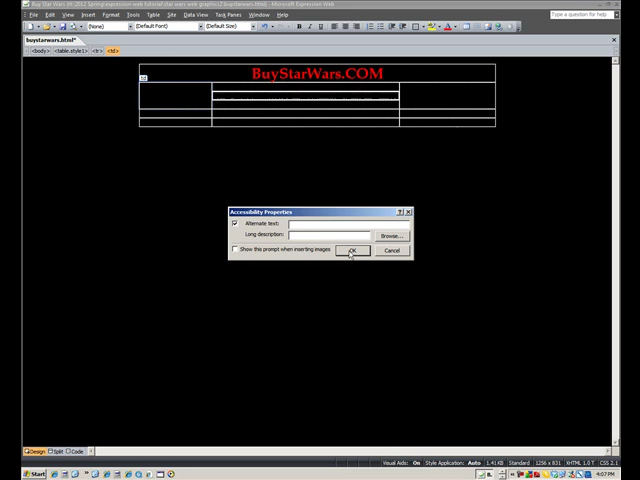 Buy Star Wars
Microsoft Expression Web
File Edit View Insert Format Tools Table Site Data View Task Panes Window Help
Type a question for help
(None) (Default Font) (Default Size) B I U
buystarwars.html*
<body> <table.style1> <tr> <td>
td
BuyStarWars.COM
Accessibility Properties
Alternate text:
Long description:
Browse...
Show this prompt when inserting images
OK
Cancel
Design Split Code
Visual Aids: On Style Application: Auto 1.41 KB Standard 1256 x 831 XHTML 1.0 T CSS 2.1
Start 4:07 PM